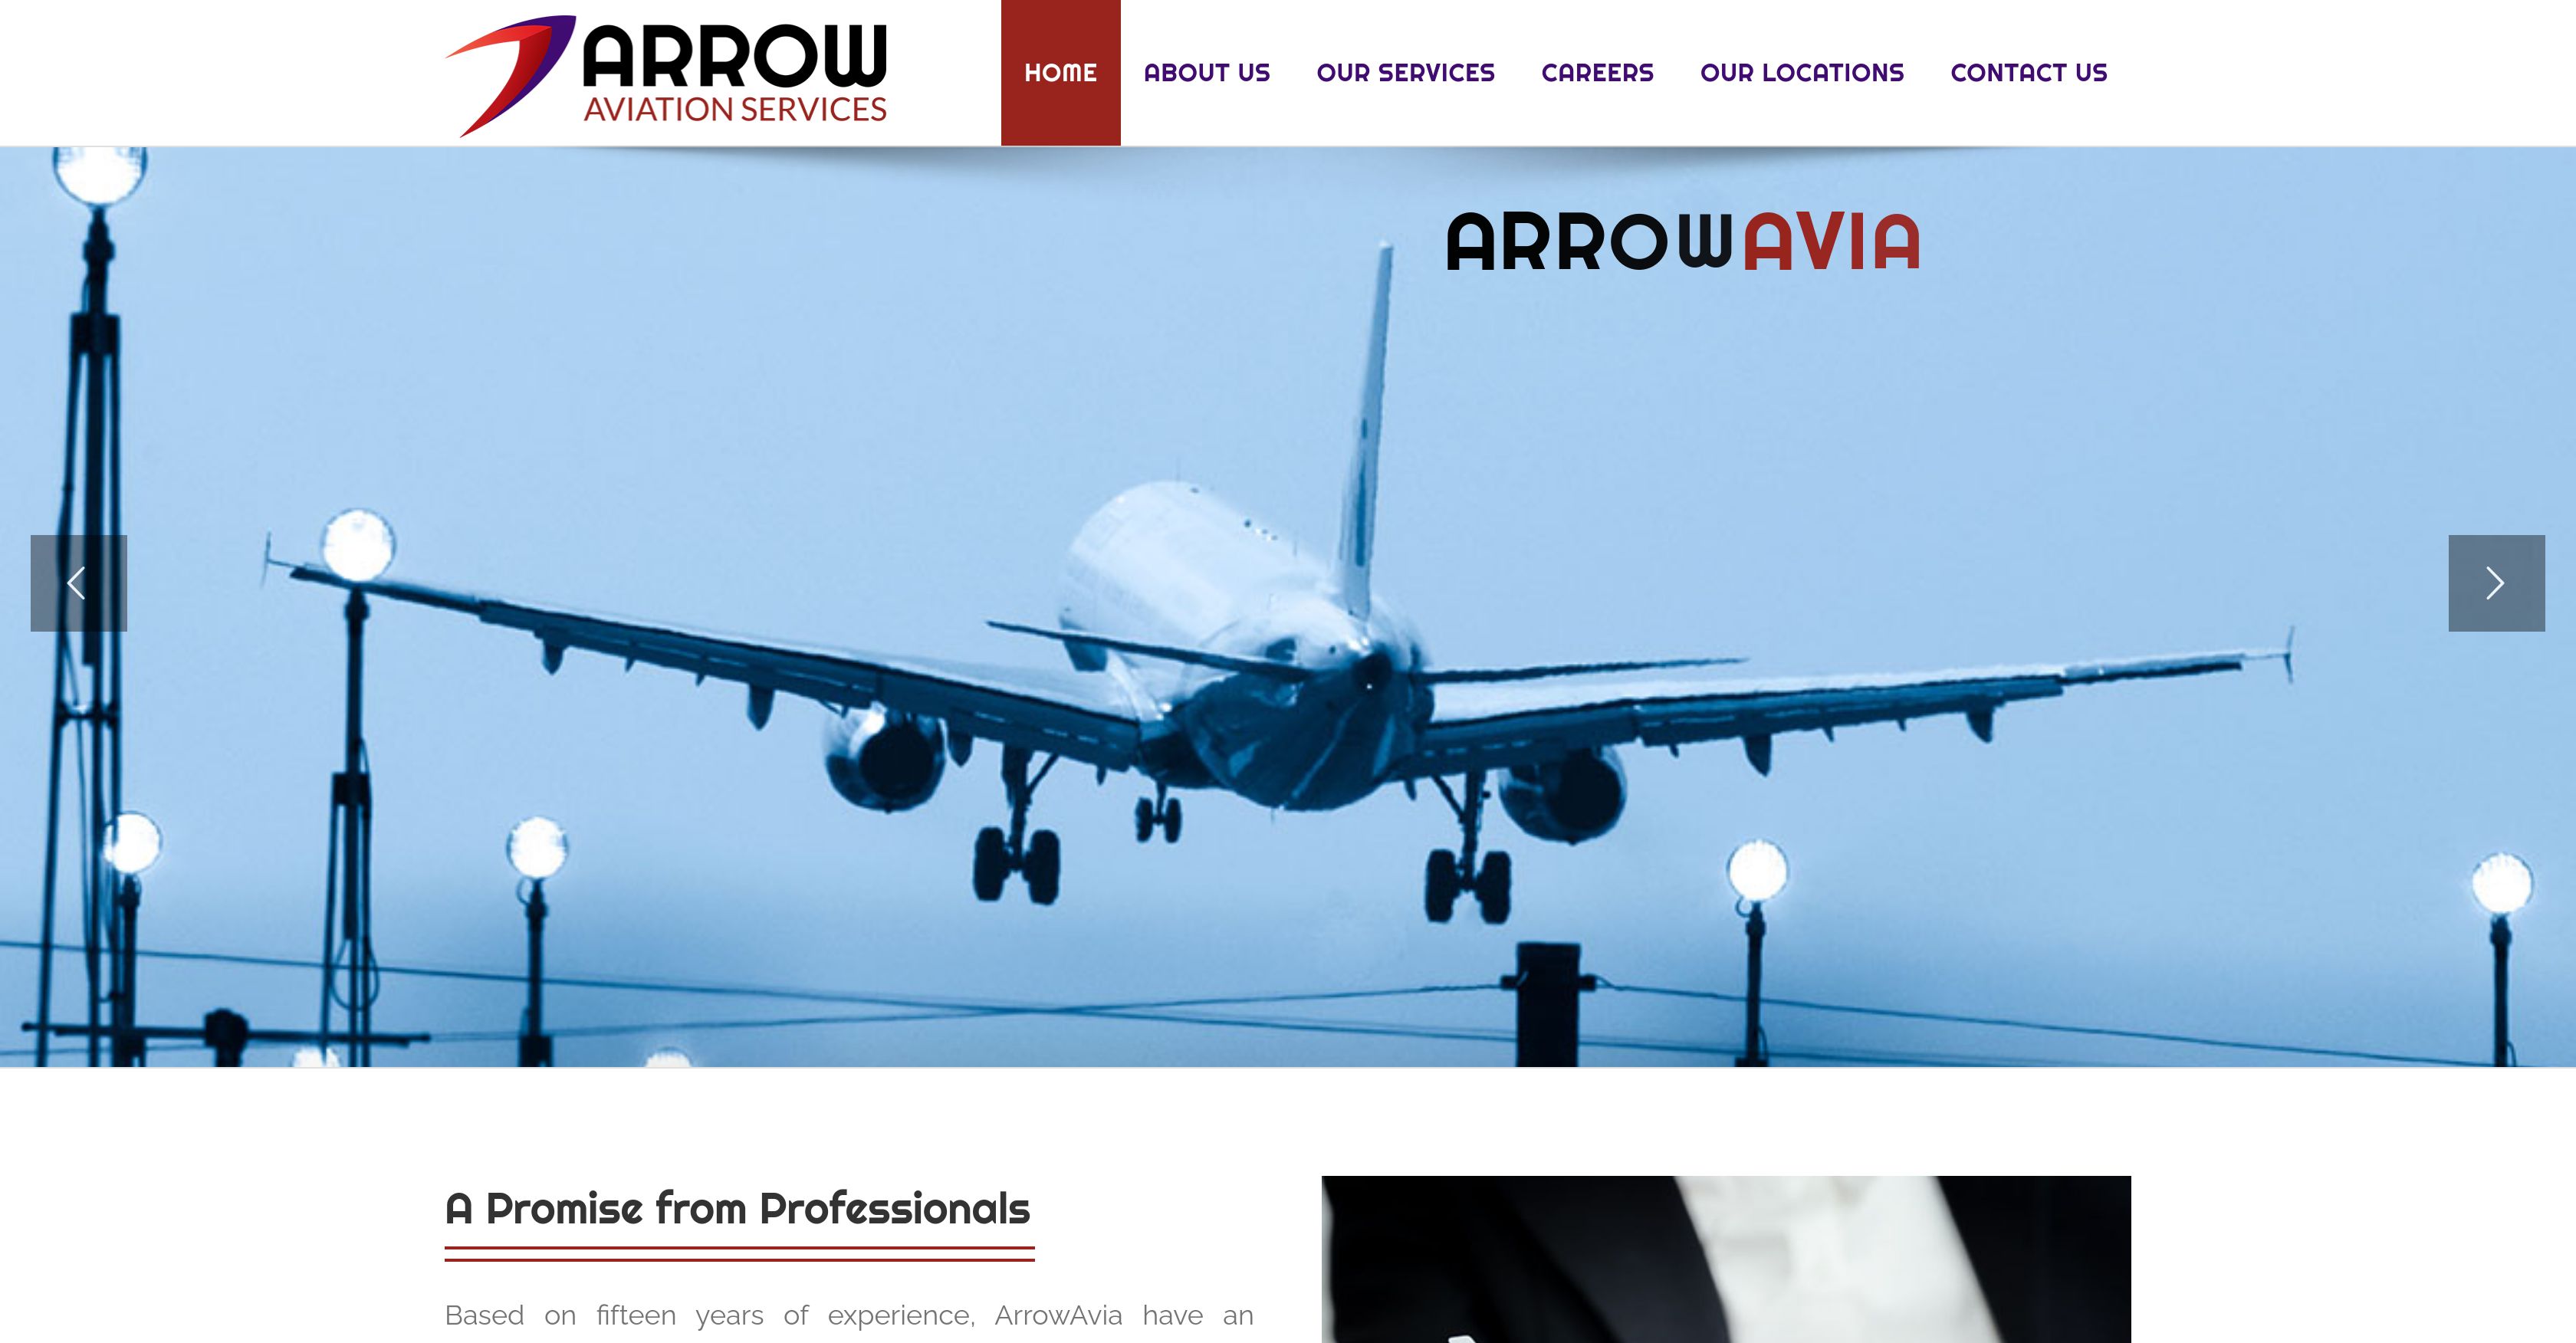 ARROW
AVIATION SERVICES
HOME ABOUT US OUR SERVICES CAREERS OUR LOCATIONS CONTACT US
ARROWAVIA
A Promise from Professionals
Based on fifteen years of experience, ArrowAvia have an